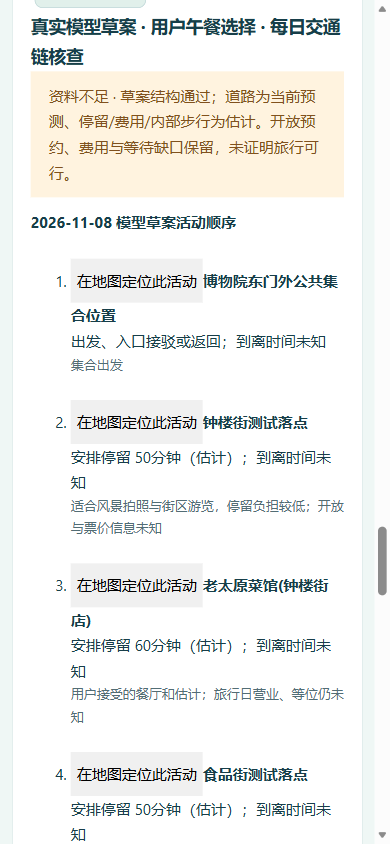 真实模型草案 · 用户午餐选择 · 每日交通
链核查
资料不足 · 草案结构通过；道路为当前预
测、停留/费用/内部步行为估计。开放预
约、费用与等待缺口保留，未证明旅行可
行。
2026-11-08 模型草案活动顺序
1. 在地图定位此活动 博物院东门外公共集
合位置
出发、入口接驳或返回；到离时间未知
集合出发
2. 在地图定位此活动 钟楼街测试落点
安排停留 50分钟（估计）；到离时间未
知
适合风景拍照与街区游览，停留负担较低；开放
与票价信息未知
3. 在地图定位此活动 老太原菜馆(钟楼街
店)
安排停留 60分钟（估计）；到离时间未
知
用户接受的餐厅和估计；旅行日营业、等位仍未
知
4. 在地图定位此活动 食品街测试落点
安排停留 50分钟（估计）；到离时间未
知